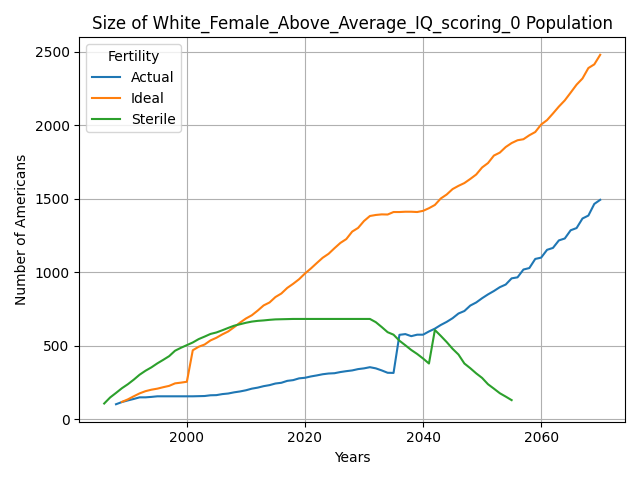 Size of White_Female_Above_Average_IQ_scoring_0 Population
Fertility
Actual
Ideal
Sterile
Number of Americans
2500
2000
1500
1000
500
0
2000
2020
2040
2060
Years